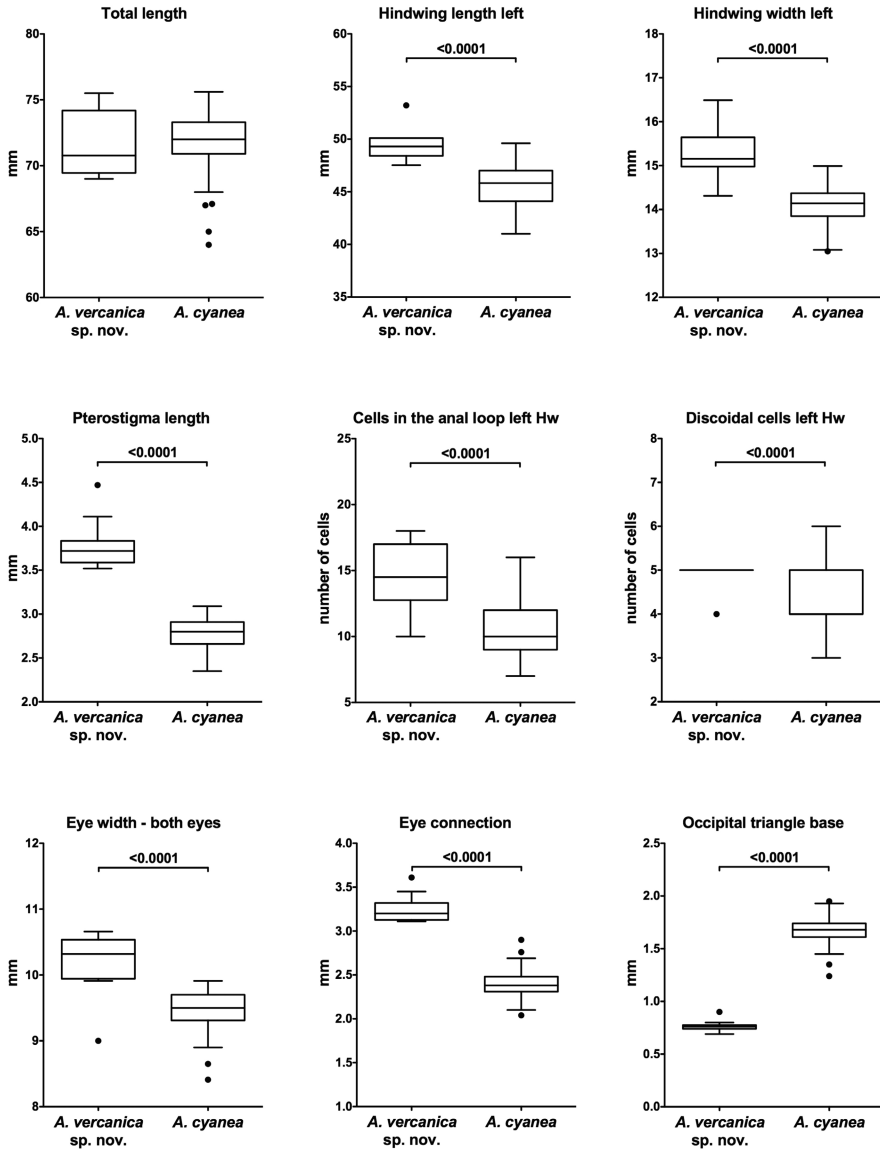 Total length
80
75
70
65
60
mm
A. vercanica
sp. nov.
A. cyanea
Hindwing length left
<0.0001
60
55
50
45
40
35
mm
A. vercanica
sp. nov.
A. cyanea
Hindwing width left
<0.0001
18
17
16
15
14
13
12
mm
A. vercanica
sp. nov.
A. cyanea
Pterostigma length
<0.0001
5.0
4.5
4.0
3.5
3.0
2.5
2.0
mm
A. vercanica
sp. nov.
A. cyanea
Cells in the anal loop left Hw
<0.0001
25
20
15
10
5
number of cells
A. vercanica
sp. nov.
A. cyanea
Discoidal cells left Hw
<0.0001
8
7
6
5
4
3
2
number of cells
A. vercanica
sp. nov.
A. cyanea
Eye width - both eyes
<0.0001
12
11
10
9
8
mm
A. vercanica
sp. nov.
A. cyanea
Eye connection
<0.0001
4.0
3.5
3.0
2.5
2.0
1.5
1.0
mm
A. vercanica
sp. nov.
A. cyanea
Occipital triangle base
<0.0001
2.5
2.0
1.5
1.0
0.5
0.0
mm
A. vercanica
sp. nov.
A. cyanea